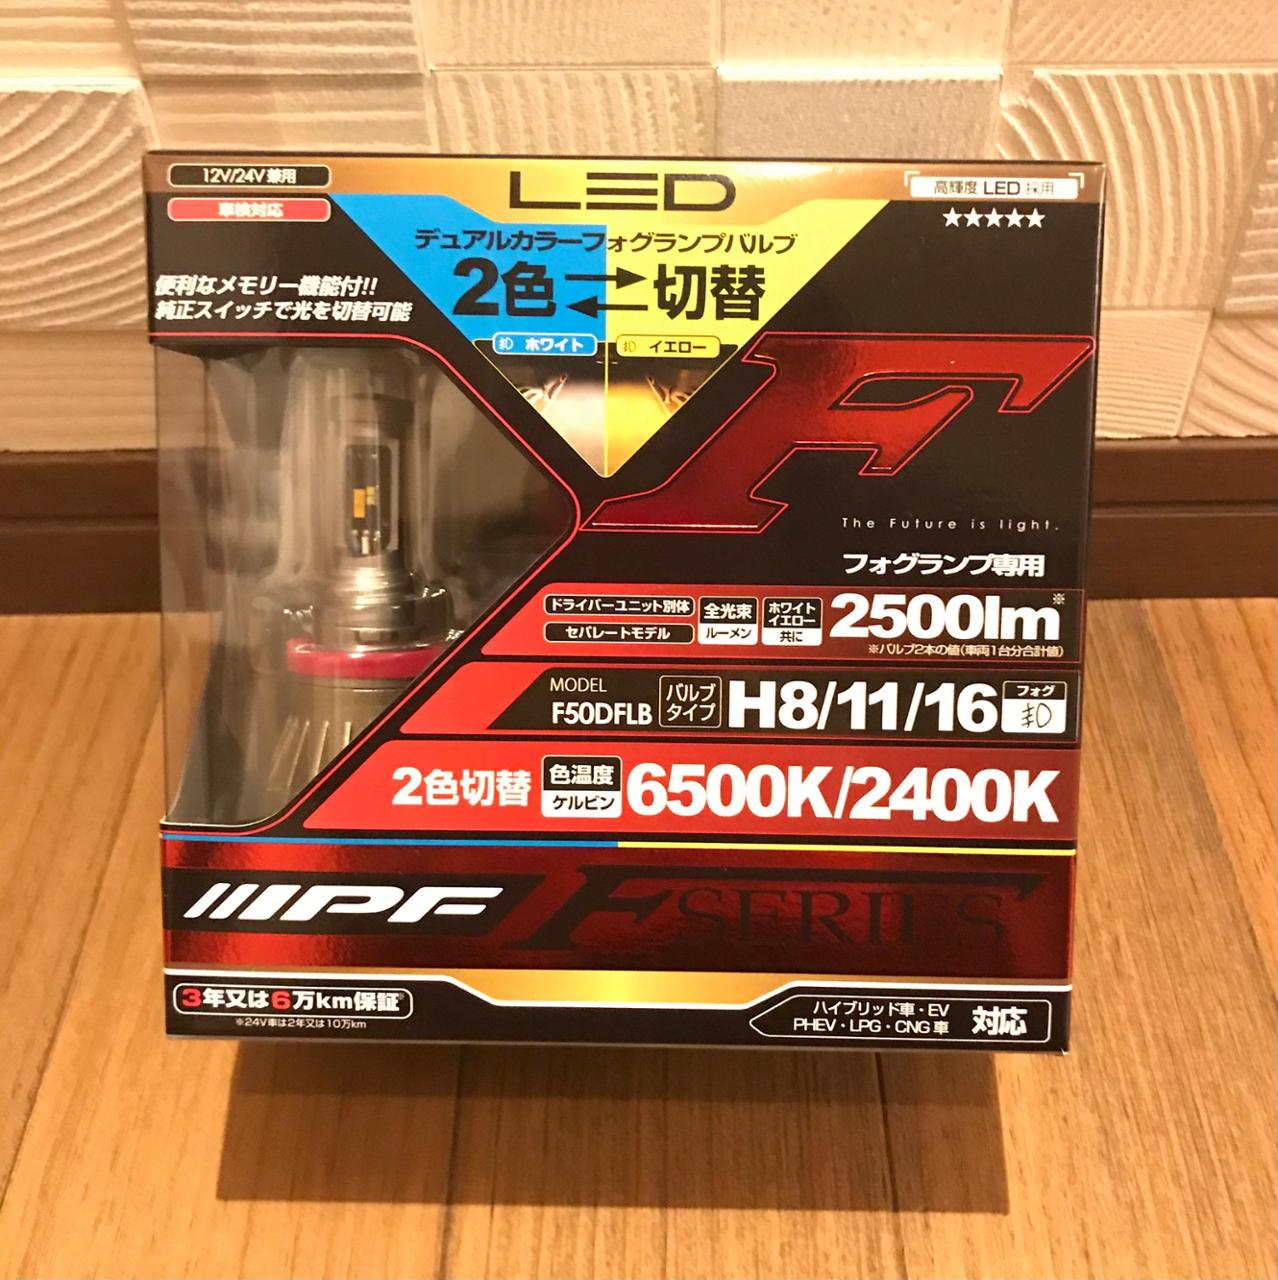 12V/24V兼用
車検対応
LED
高輝度 LED 採用
★★★★★
デュアルカラーフォグランプバルブ
2色⇄切替
ホワイト
イエロー
便利なメモリー機能付!!
純正スイッチで光を切替可能
F
The Future is light.
フォグランプ専用
ドライバーユニット別体
セパレートモデル
全光束
ルーメン
ホワイト
イエロー
共に
2500lm※
※バルブ2本の値(車両1台分合計値)
MODEL
F50DFLB
バルブ
タイプ
H8/11/16
フォグ
2色切替
色温度
ケルビン
6500K/2400K
IPF
F SERIES
3年又は6万km保証
※24V車は2年又は10万km
ハイブリッド車・EV
PHEV・LPG・CNG車
対応